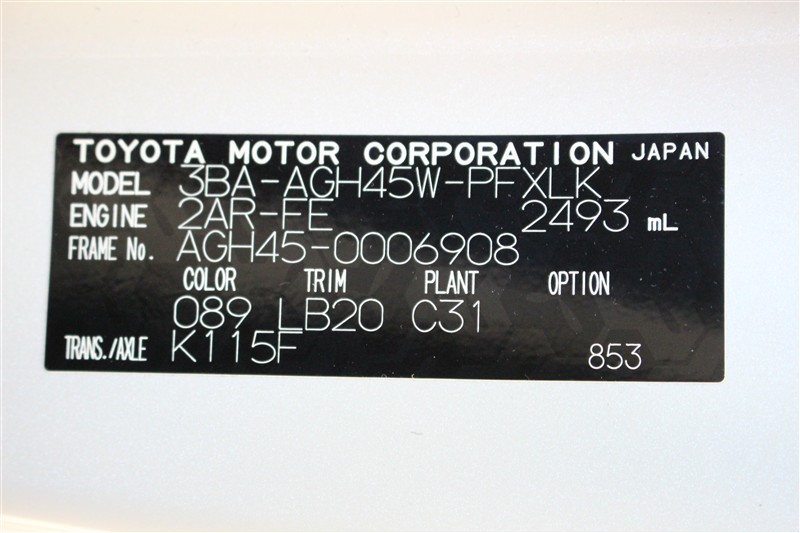 TOYOTA MOTOR CORPORATION JAPAN
MODEL 3BA-AGH45W-PFXLK
ENGINE 2AR-FE 2493 mL
FRAME No. AGH45-0006908
COLOR TRIM PLANT OPTION
089 LB20 C31
TRANS./AXLE K115F 853